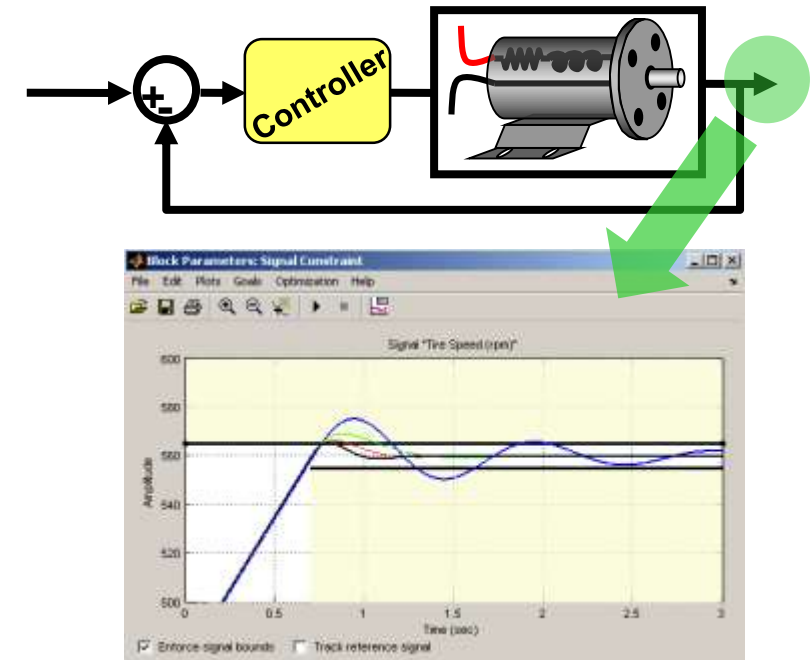 +
-
Controller
Block Parameters: Signal Constraint
File Edit Plots Goals Optimization Help
Signal "Tire Speed (rpm)"
600
580
560
540
520
500
Amplitude
0 0.5 1 1.5 2 2.5 3
Time (sec)
Enforce signal bounds Track reference signal